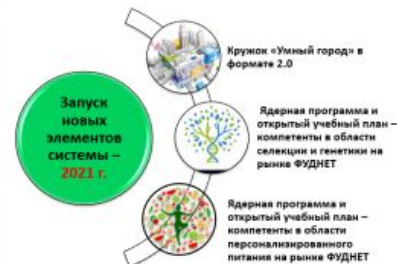 Запуск
новых
элементов
системы –
2021 г.
Кружок «Умный город» в
формате 2.0
Ядерная программа и
открытый учебный план –
компетенты в области
селекции и генетики на
рынке ФУДНЕТ
Ядерная программа и
открытый учебный план –
компетенты в области
персонализированного
питания на рынке ФУДНЕТ